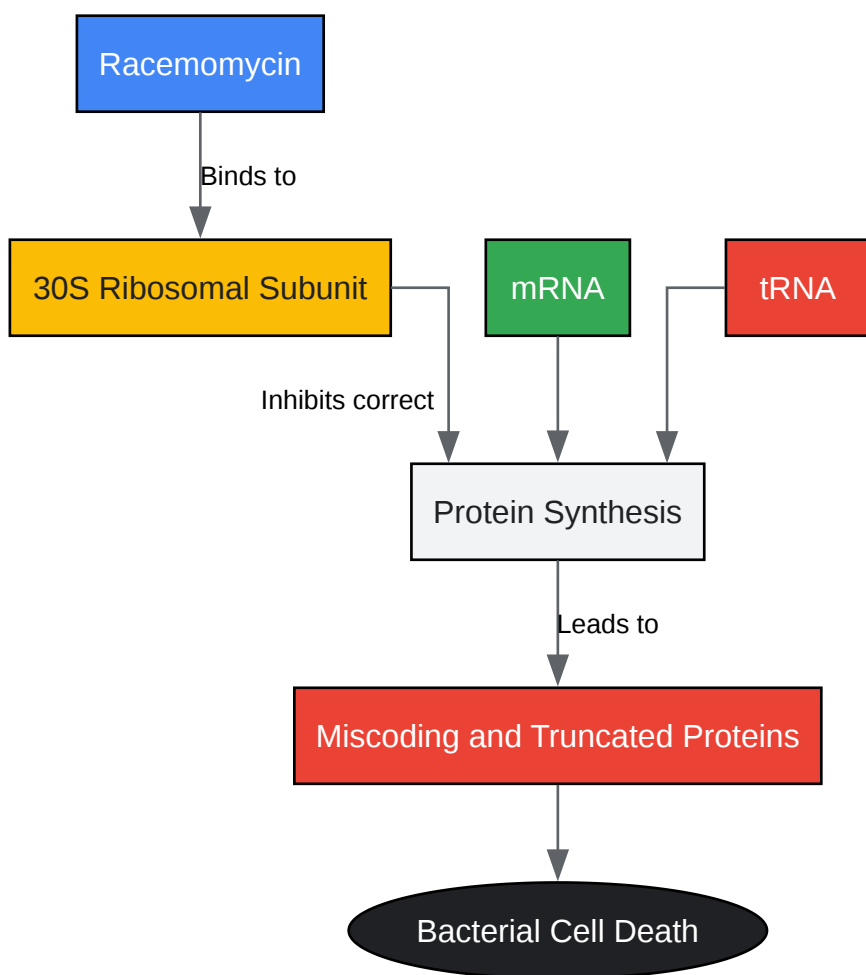 Racemomycin
Binds to
30S Ribosomal Subunit
mRNA
tRNA
Inhibits correct
Protein Synthesis
Leads to
Miscoding and Truncated Proteins
Bacterial Cell Death